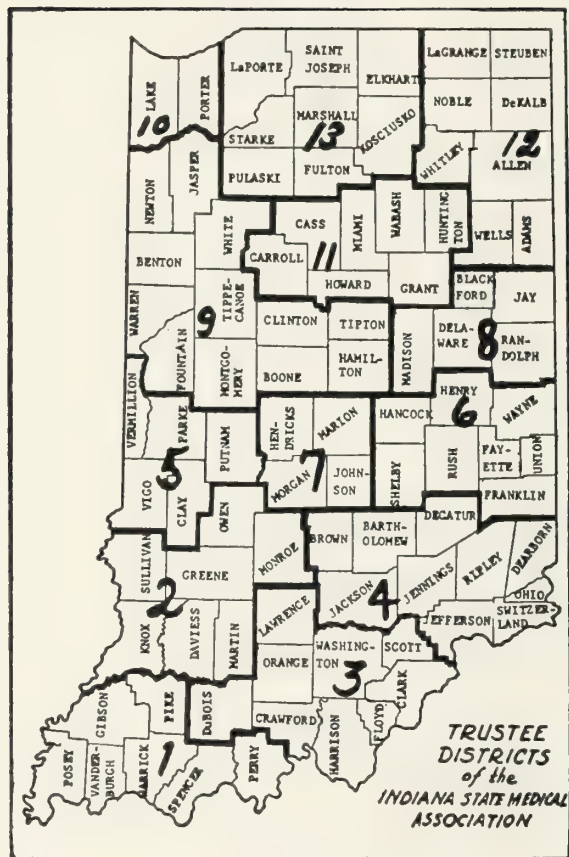 LAKE
PORTER
LaPORTE
SAINT
JOSEPH
ELKHART
LaGRANGE
STEUBEN
NOBLE
DeKALB
10
STARKE
MARSHALL
13
KOSCIUSKO
WHITLEY
12
ALLEN
NEWTON
JASPER
PULASKI
FULTON
WHITE
CASS
MIAMI
WABASH
HUNTING
TON
WELLS
ADAMS
BENTON
CARROLL
11
HOWARD
GRANT
BLACK
FORD
JAY
WARREN
9
TIPPE-
CANOE
CLINTON
TIPTON
MADISON
DELA-
WARE
8
RAN-
DOLPH
FOUNTAIN
MONTGO-
MERY
BOONE
HAMIL-
TON
VERMILLION
PARKE
5
PUTNAM
HEN-
DRICKS
MARION
HANCOCK
HENRY
6
WAYNE
7
VIGO
CLAY
OWEN
MORGAN
JOHN-
SON
SHELBY
RUSH
FAY-
ETTE
UNION
FRANKLIN
SULLIVAN
GREENE
MONROE
BROWN
BARTH-
OLOMEW
DECATUR
DEARBORN
2
JACKSON
4
JENNINGS
RIPLEY
OHIO
SWITZER-
LAND
JEFFERSON
KNOX
DAVIESS
MARTIN
LAWRENCE
ORANGE
WASHING-
TON
3
SCOTT
CLARK
GIBSON
PIKE
DUBOIS
CRAWFORD
HARRISON
FLOYD
POSEY
VANDER-
BURGH
WARRICK
1
SPENCER
PERRY
TRUSTEE
DISTRICTS
of the
INDIANA STATE MEDICAL
ASSOCIATION